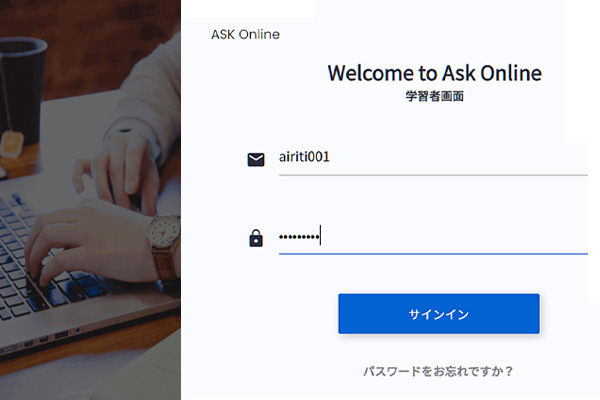 ASK Online
Welcome to Ask Online
学習者画面
airiti001
•••••••••
サインイン
パスワードをお忘れですか？